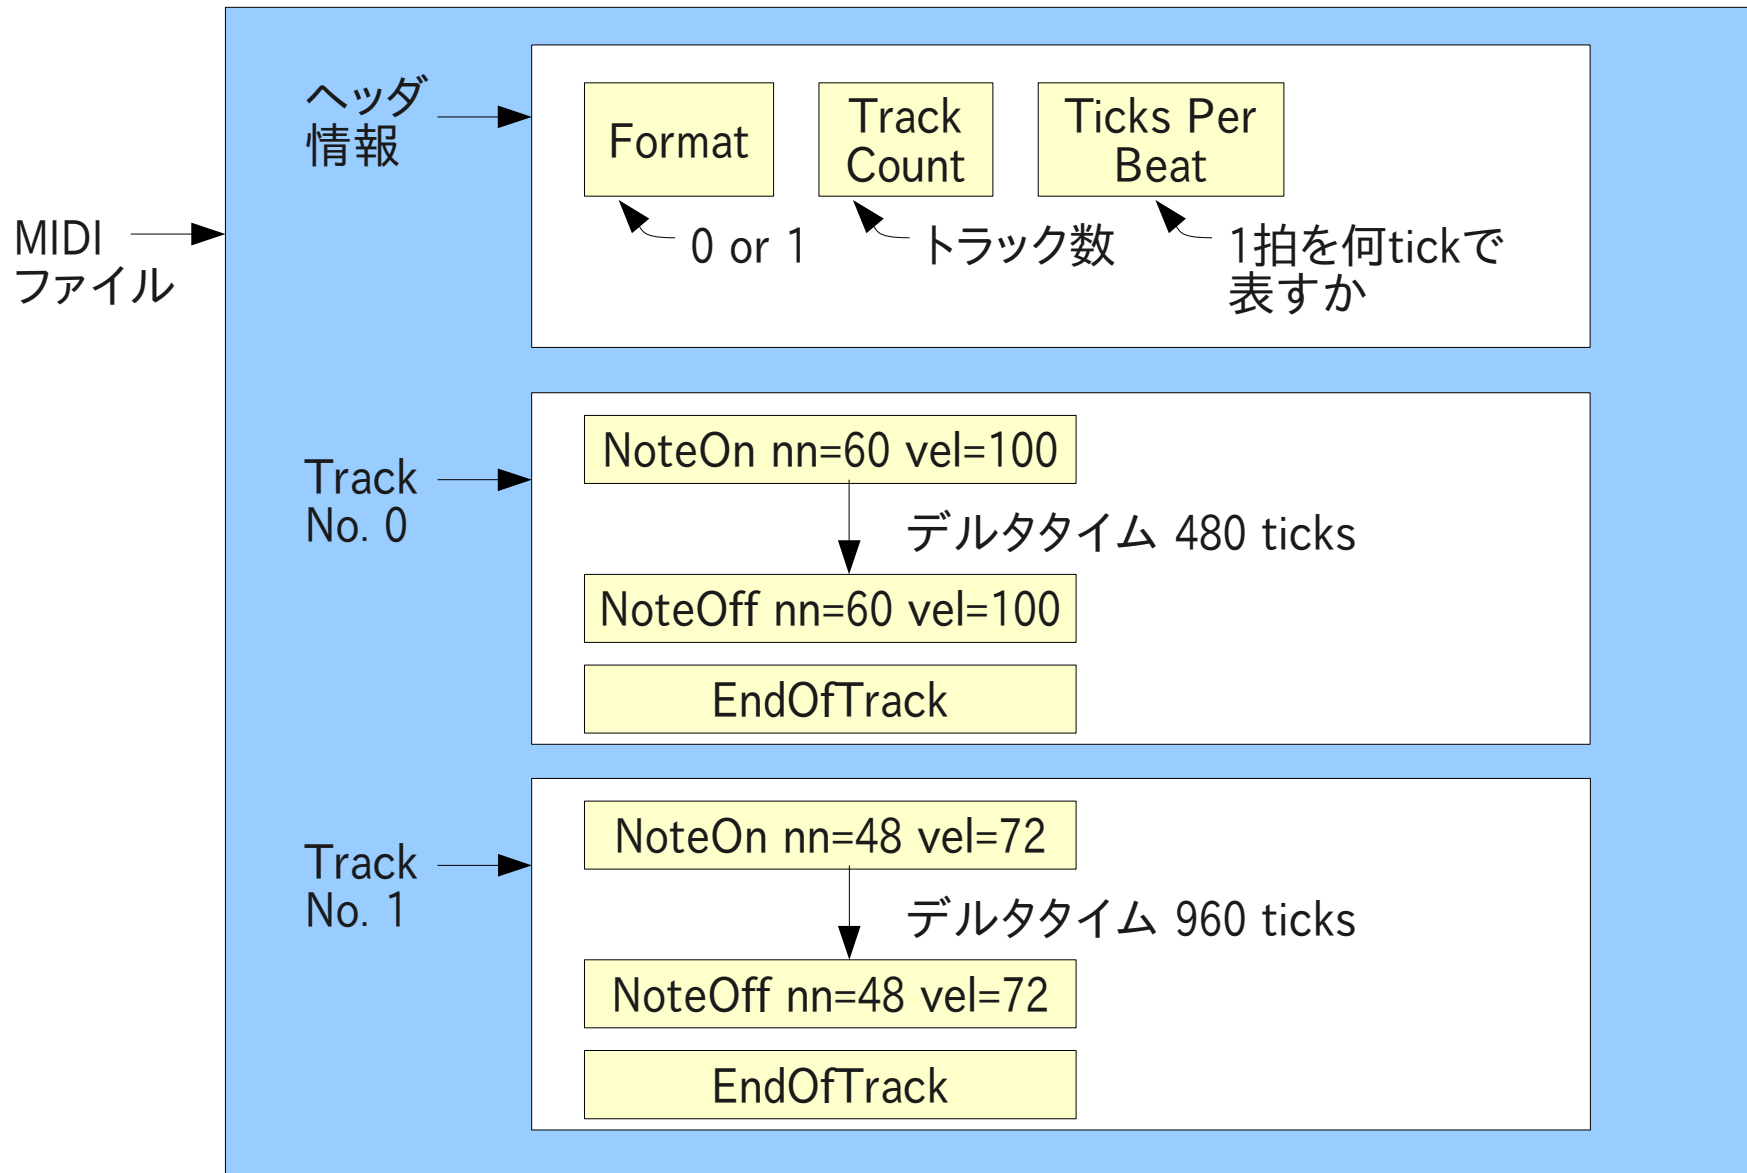 MIDI
ファイル
ヘッダ
情報
Format
Track
Count
Ticks Per
Beat
0 or 1
トラック数
1拍を何tickで
表すか
Track
No. 0
NoteOn nn=60 vel=100
デルタタイム 480 ticks
NoteOff nn=60 vel=100
EndOfTrack
Track
No. 1
NoteOn nn=48 vel=72
デルタタイム 960 ticks
NoteOff nn=48 vel=72
EndOfTrack